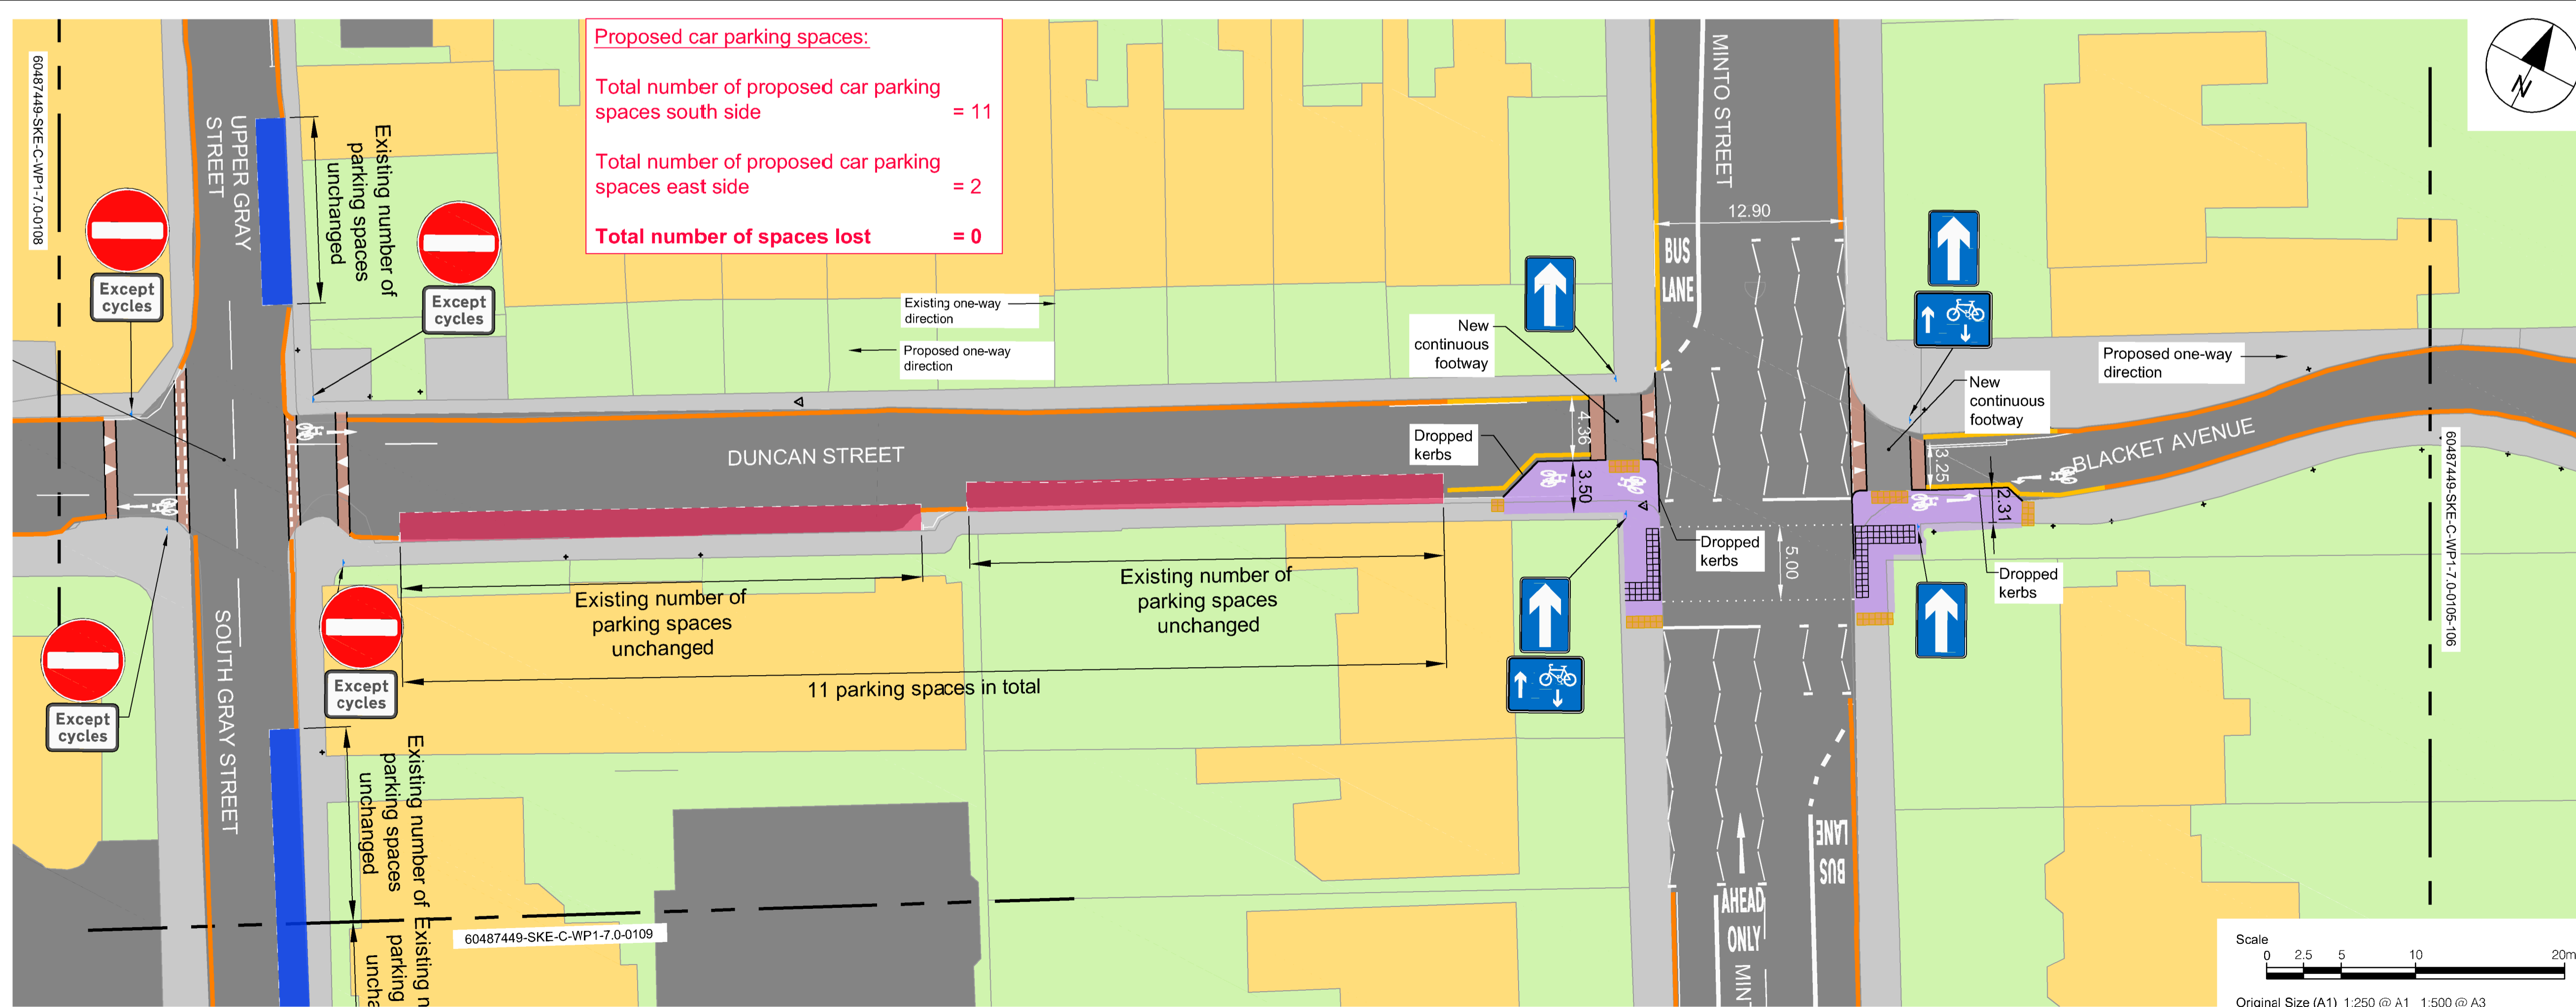 Proposed car parking spaces:
Total number of proposed car parking
spaces south side = 11
Total number of proposed car parking
spaces east side = 2
Total number of spaces lost = 0
60487449-SKE-C-WP1-7.0-0108
UPPER GRAY
STREET
Existing number of
parking spaces
unchanged
Except
cycles
Except
cycles
Existing one-way
direction
Proposed one-way
direction
New
continuous
footway
MINTO STREET
12.90
BUS
LANE
N
Proposed one-way
direction
New
continuous
footway
DUNCAN STREET
Dropped
kerbs
4.36
3.50
3.25
2.31
BLACKET AVENUE
60487449-SKE-C-WP1-7.0-0105-106
Dropped
kerbs
5.00
Dropped
kerbs
Existing number of
parking spaces
unchanged
Existing number of
parking spaces
unchanged
11 parking spaces in total
SOUTH GRAY STREET
Except
cycles
Except
cycles
Existing number of
parking spaces
unchanged
Existing n
parking
uncha
60487449-SKE-C-WP1-7.0-0109
BUS
LANE
AHEAD
ONLY
MIN
Scale
0 2.5 5 10 20m
Original Size (A1) 1:250 @ A1 1:500 @ A3